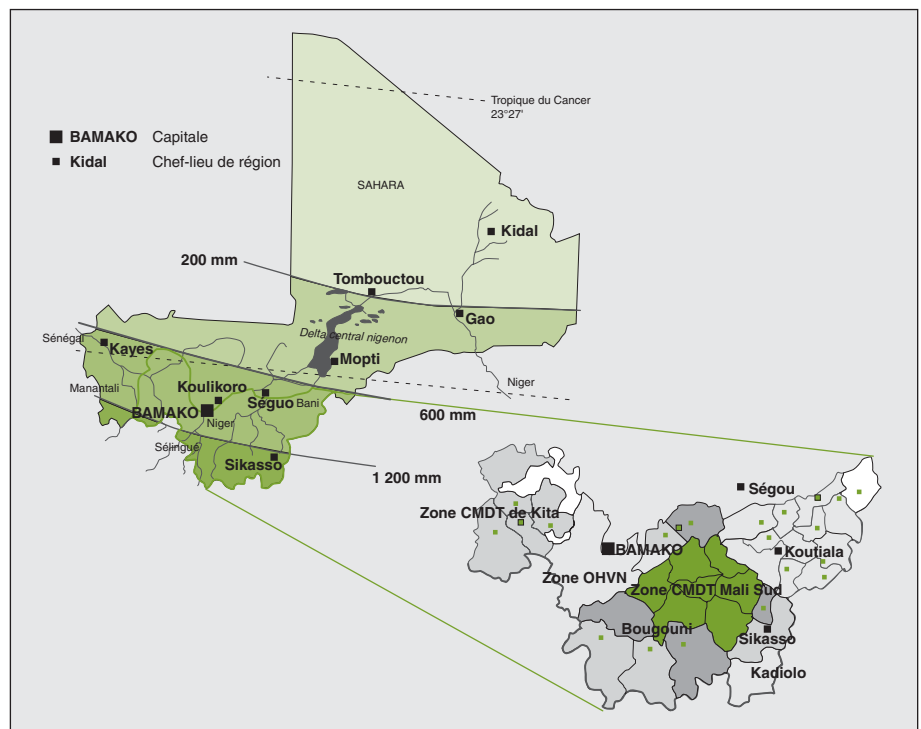 Tropique du Cancer
23°27'
BAMAKO Capitale
Kidal Chef-lieu de région
SAHARA
Kidal
200 mm
Tombouctou
Gao
Delta central nigenon
Sénégal
Kayes
Mopti
Manantali
Koulikoro
Niger
Séguo Bani
600 mm
BAMAKO
Niger
Sélingue
Sikasso
1 200 mm
Ségou
Zone CMDT de Kita
BAMAKO
Koutiala
Zone OHVN
Zone CMDT Mali Sud
Bougouni
Sikasso
Kadiolo